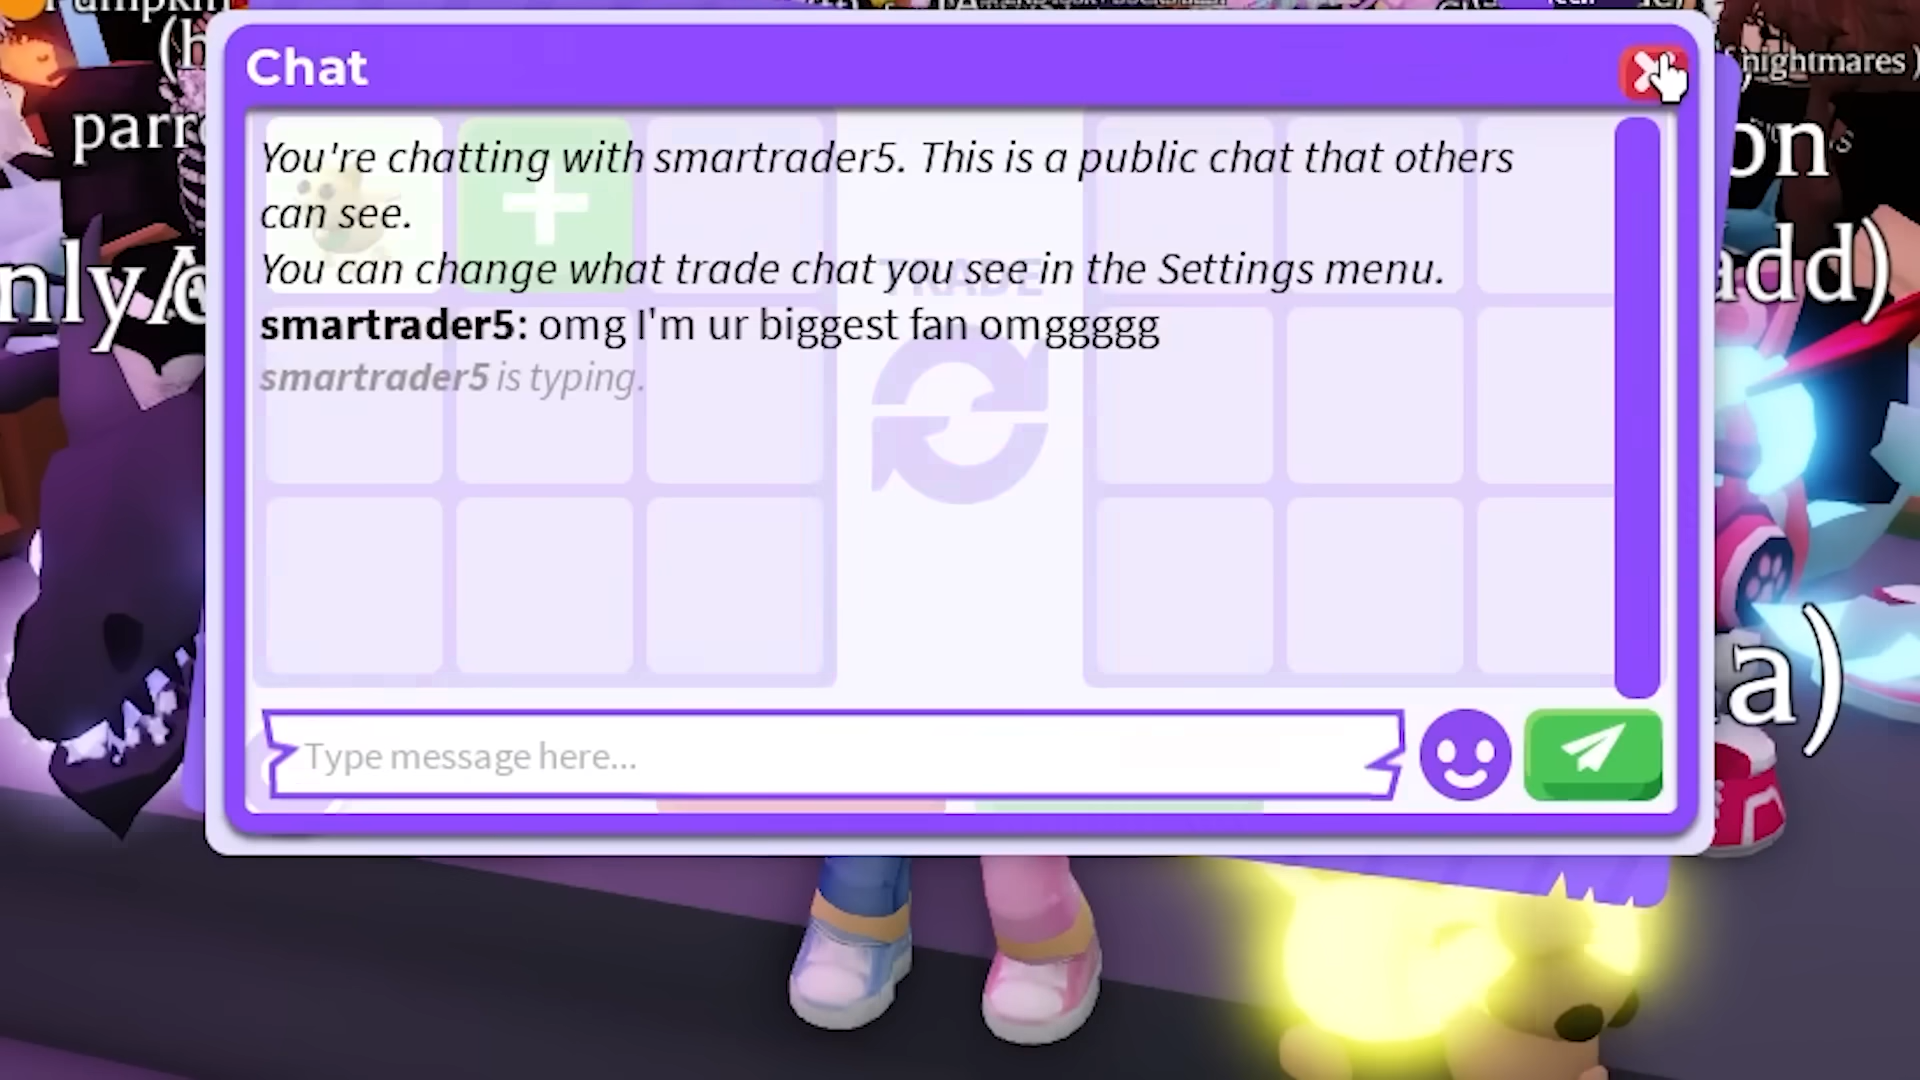 Chat
nightmares )
You're chatting with smartrader5. This is a public chat that others
can see.
You can change what trade chat you see in the Settings menu.
TRADE
smartrader5: omg I'm ur biggest fan omggggg
smartrader5 is typing.
add)
a)
Type message here...